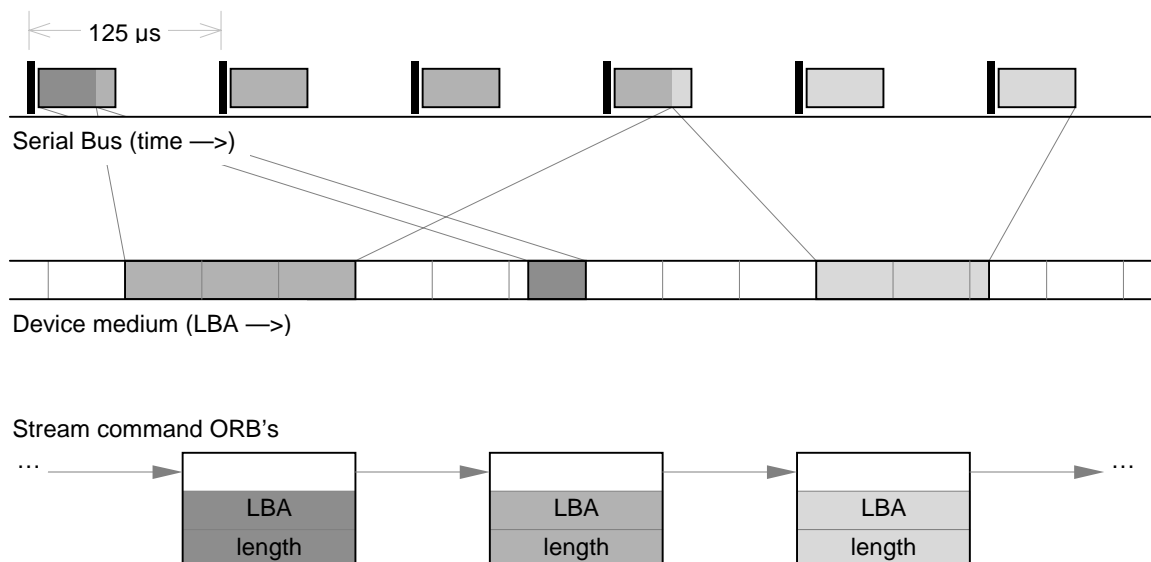 125 µs
Serial Bus (time —>)
Device medium (LBA —>)
Stream command ORB’s
… …
LBA LBA LBA
length length length